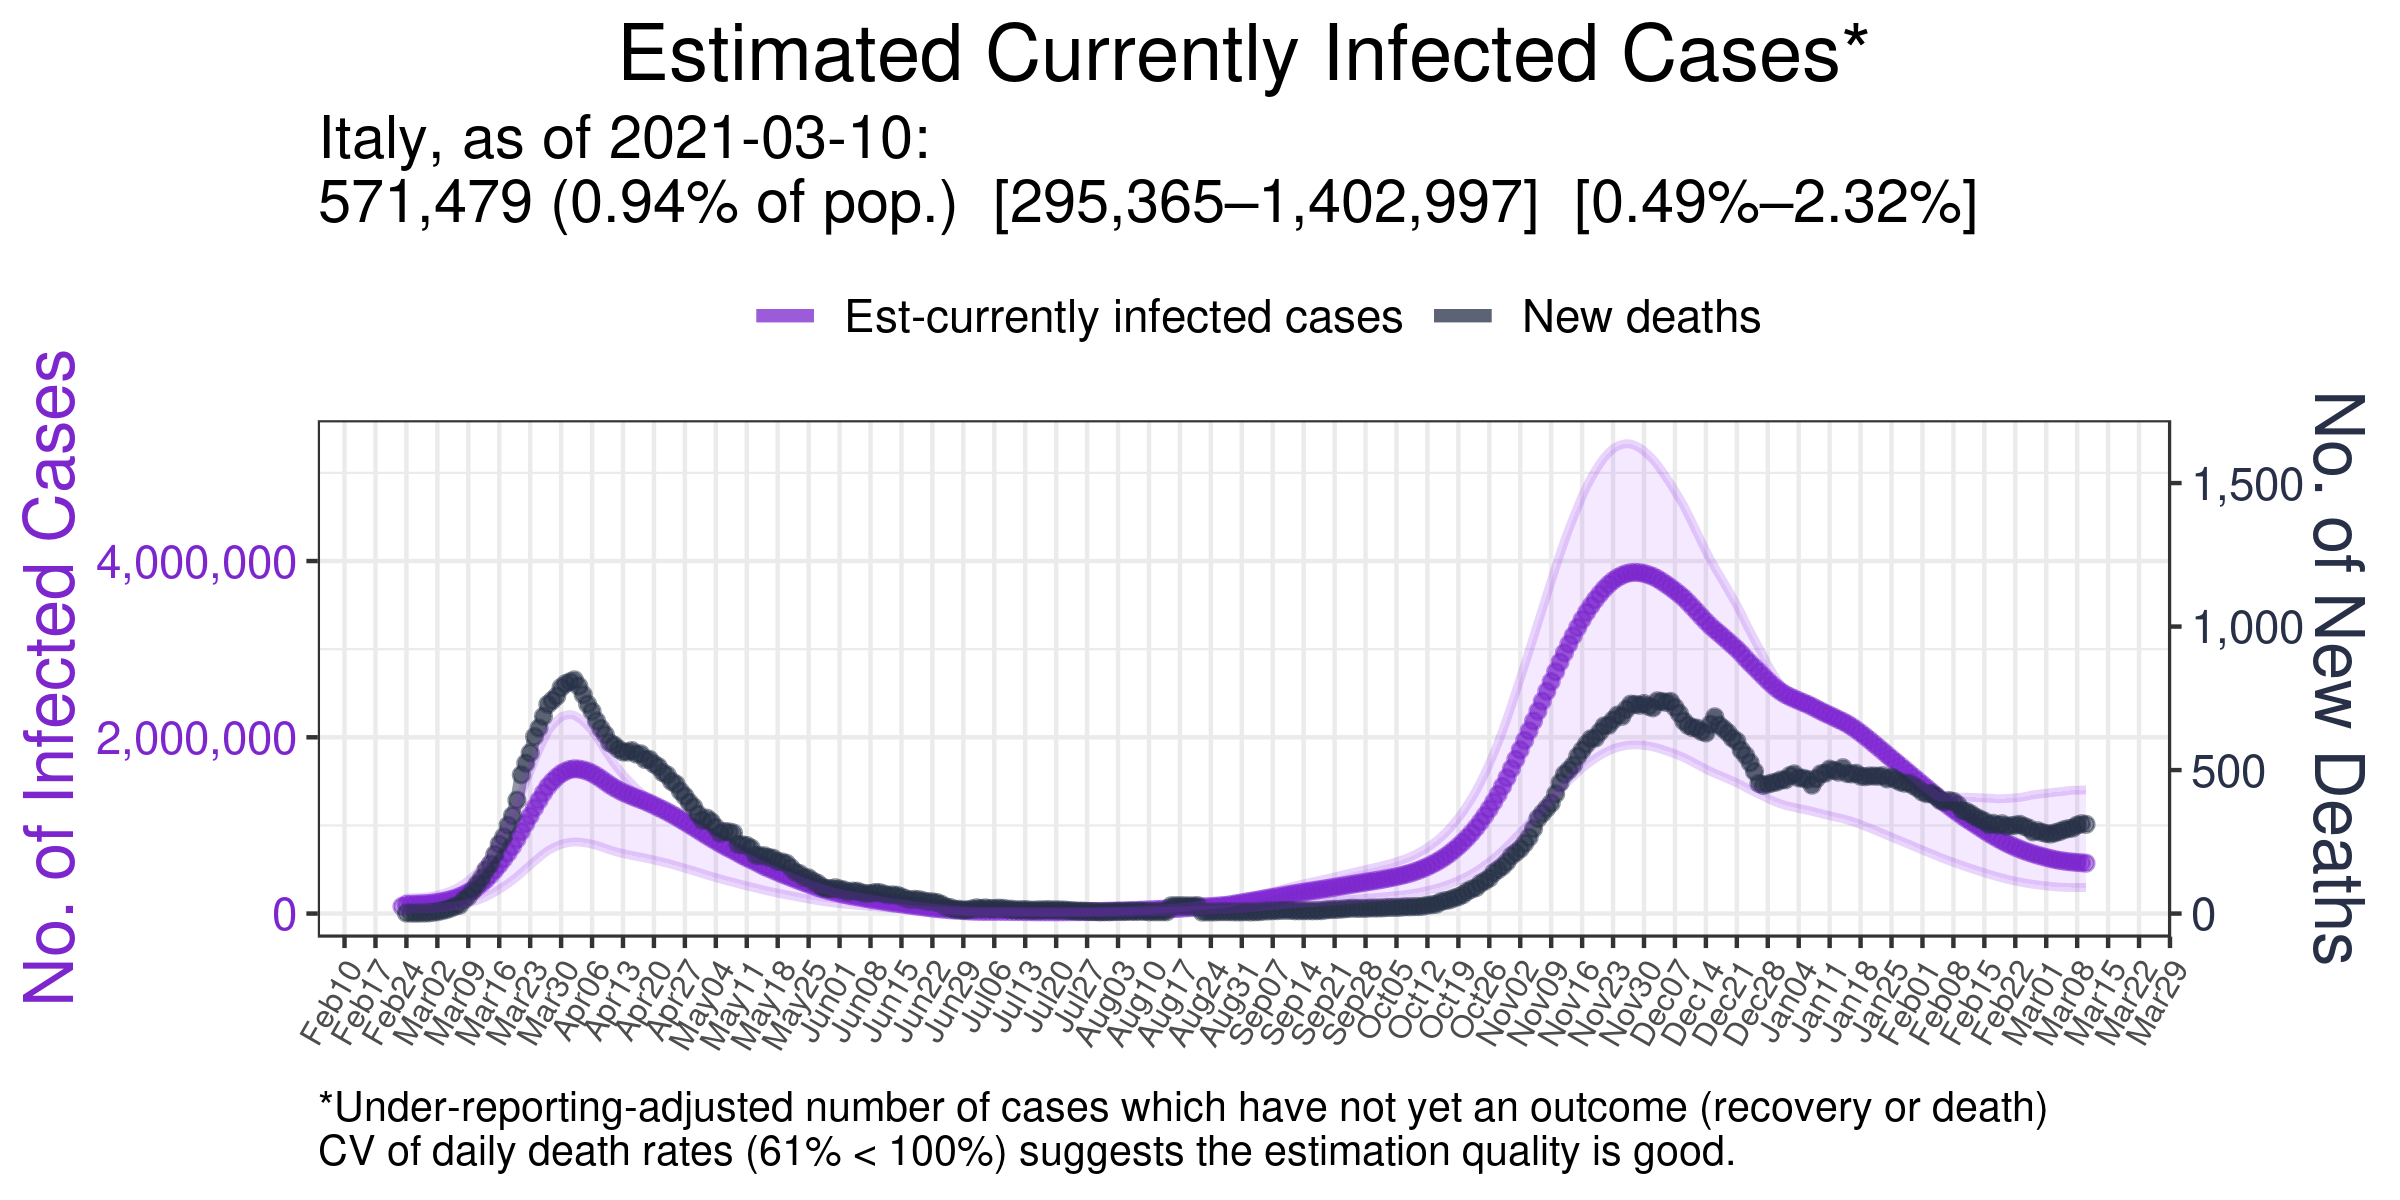 Estimated Currently Infected Cases*
Italy, as of 2021-03-10:
571,479 (0.94% of pop.) [295,365–1,402,997] [0.49%–2.32%]
Est-currently infected cases
New deaths
No. of Infected Cases
4,000,000
2,000,000
0
1,500
1,000
500
0
No. of New Deaths
Feb10
Feb17
Feb24
Mar02
Mar09
Mar16
Mar23
Mar30
Apr06
Apr13
Apr20
Apr27
May04
May11
May18
May25
Jun01
Jun08
Jun15
Jun22
Jun29
Jul06
Jul13
Jul20
Jul27
Aug03
Aug10
Aug17
Aug24
Aug31
Sep07
Sep14
Sep21
Sep28
Oct05
Oct12
Oct19
Oct26
Nov02
Nov09
Nov16
Nov23
Nov30
Dec07
Dec14
Dec21
Dec28
Jan04
Jan11
Jan18
Jan25
Feb01
Feb08
Feb15
Feb22
Mar01
Mar08
Mar15
Mar22
Mar29
*Under-reporting-adjusted number of cases which have not yet an outcome (recovery or death)
CV of daily death rates (61% < 100%) suggests the estimation quality is good.